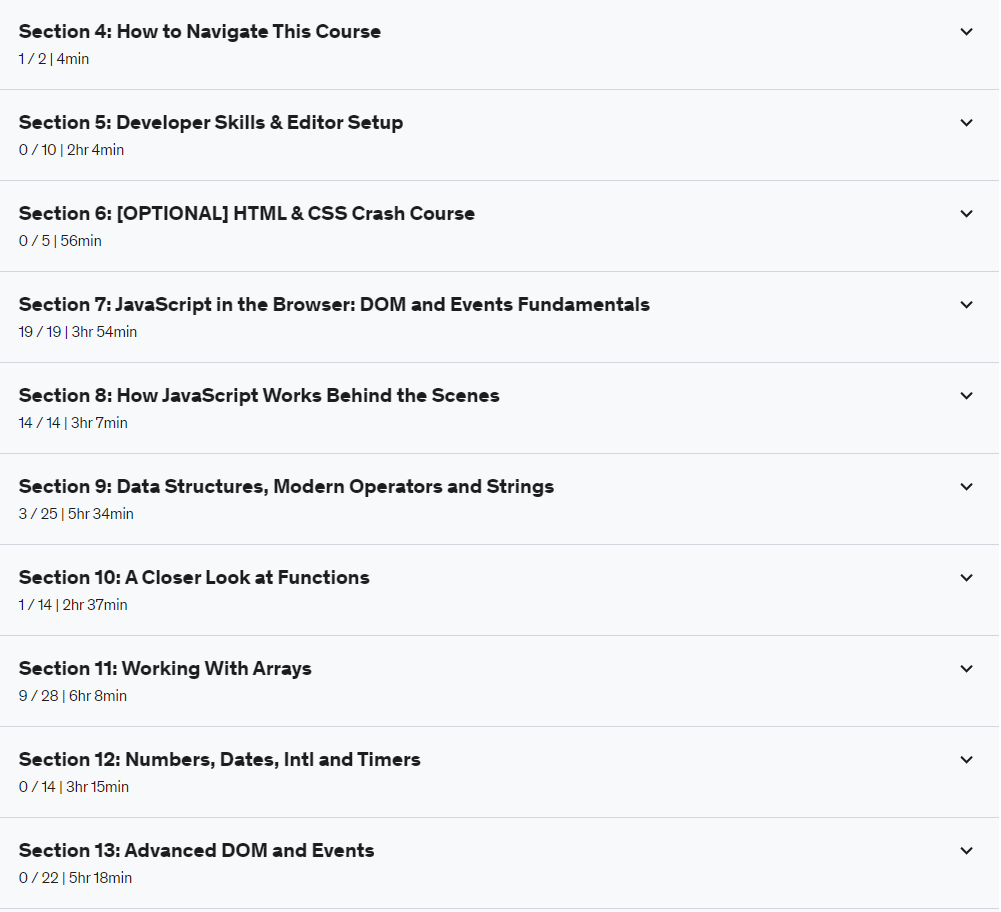 Section 4: How to Navigate This Course
1 / 2 | 4min
Section 5: Developer Skills & Editor Setup
0 / 10 | 2hr 4min
Section 6: [OPTIONAL] HTML & CSS Crash Course
0 / 5 | 56min
Section 7: JavaScript in the Browser: DOM and Events Fundamentals
19 / 19 | 3hr 54min
Section 8: How JavaScript Works Behind the Scenes
14 / 14 | 3hr 7min
Section 9: Data Structures, Modern Operators and Strings
3 / 25 | 5hr 34min
Section 10: A Closer Look at Functions
1 / 14 | 2hr 37min
Section 11: Working With Arrays
9 / 28 | 6hr 8min
Section 12: Numbers, Dates, Intl and Timers
0 / 14 | 3hr 15min
Section 13: Advanced DOM and Events
0 / 22 | 5hr 18min